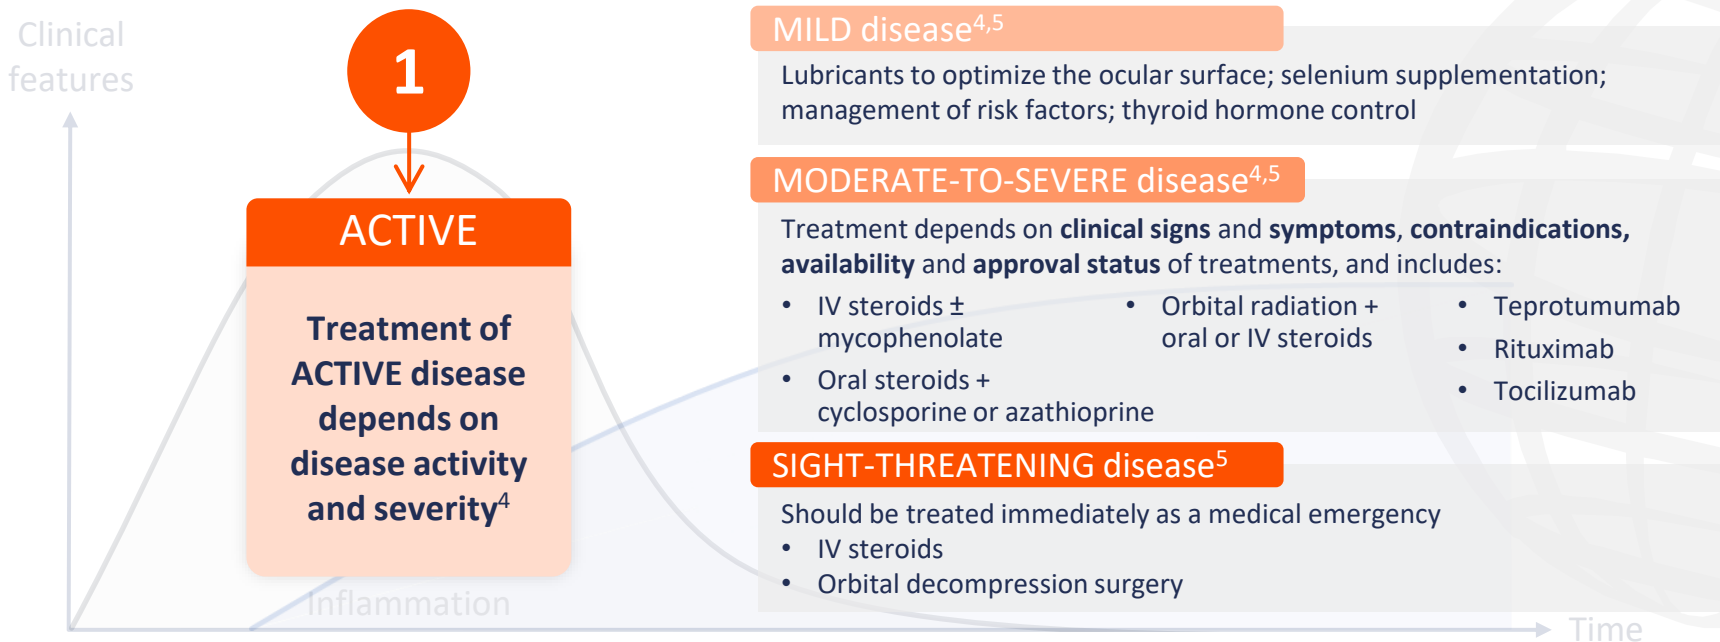 Clinical
features
1
ACTIVE
Treatment of
ACTIVE disease
depends on
disease activity
and severity⁴
Inflammation
Time
MILD disease⁴,⁵
Lubricants to optimize the ocular surface; selenium supplementation;
management of risk factors; thyroid hormone control
MODERATE-TO-SEVERE disease⁴,⁵
Treatment depends on clinical signs and symptoms, contraindications,
availability and approval status of treatments, and includes:
• IV steroids ±
mycophenolate
• Oral steroids +
cyclosporine or azathioprine
• Orbital radiation +
oral or IV steroids
• Teprotumumab
• Rituximab
• Tocilizumab
SIGHT-THREATENING disease⁵
Should be treated immediately as a medical emergency
• IV steroids
• Orbital decompression surgery